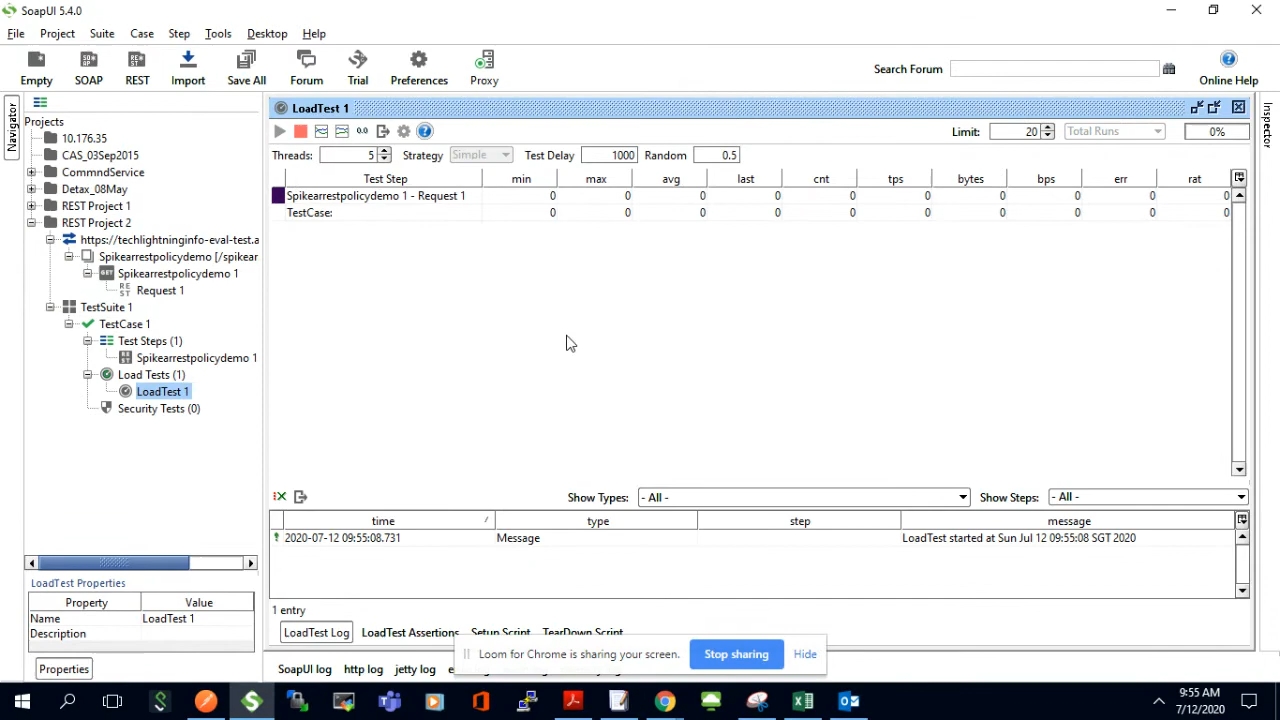 SoapUI 5.4.0
File Project Suite Case Step Tools Desktop Help
Empty SOAP REST Import Save All Forum Trial Preferences Proxy Search Forum Online Help
Navigator
Projects
10.176.35
CAS_03Sep2015
CommndService
Detax_08May
REST Project 1
REST Project 2
https://techlightninginfo-eval-test.a
Spikearrestpolicydemo [/spikear
GET Spikearrestpolicydemo 1
REST Request 1
TestSuite 1
TestCase 1
Test Steps (1)
Spikearrestpolicydemo 1
Load Tests (1)
LoadTest 1
Security Tests (0)
LoadTest Properties
Property Value
Name LoadTest 1
Description
Properties
LoadTest 1
Limit: 20 Total Runs 0%
Threads: 5 Strategy Simple Test Delay 1000 Random 0.5
Test Step min max avg last cnt tps bytes bps err rat
Spikearrestpolicydemo 1 - Request 1 0 0 0 0 0 0 0 0 0 0
TestCase: 0 0 0 0 0 0 0 0 0 0
Show Types: - All - Show Steps: - All -
time type step message
2020-07-12 09:55:08.731 Message LoadTest started at Sun Jul 12 09:55:08 SGT 2020
1 entry
LoadTest Log LoadTest Assertions Setup Script TearDown Script
Loom for Chrome is sharing your screen. Stop sharing Hide
SoapUI log http log jetty log
Inspector
9:55 AM
7/12/2020